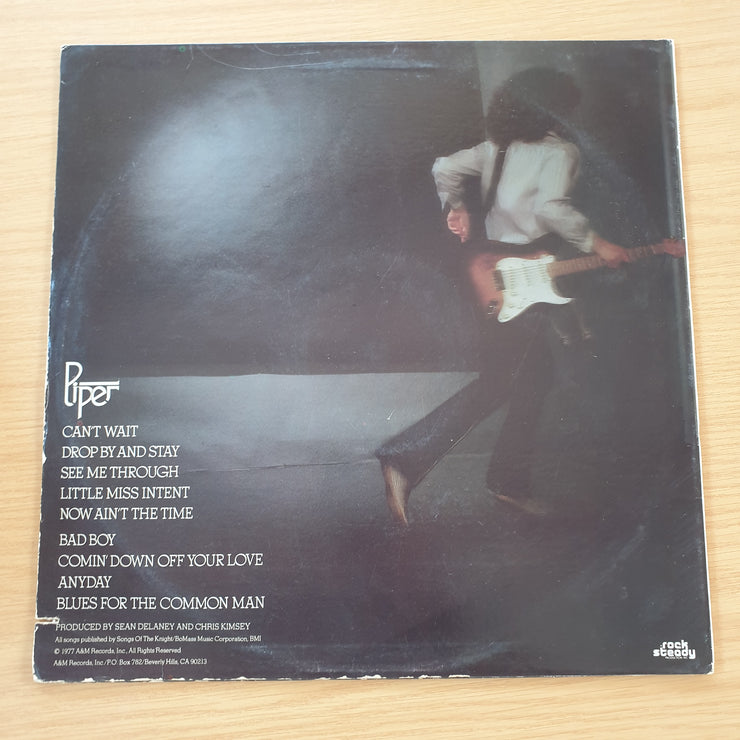 Piper
CAN'T WAIT
DROP BY AND STAY
SEE ME THROUGH
LITTLE MISS INTENT
NOW AIN'T THE TIME
BAD BOY
COMIN' DOWN OFF YOUR LOVE
ANYDAY
BLUES FOR THE COMMON MAN
PRODUCED BY SEAN DELANEY AND CHRIS KIMSEY
All songs published by Songs Of The Knight/BoMass Music Corporation, BMI
© 1977 A&M Records, Inc., All Rights Reserved
A&M Records, Inc./P.O. Box 782/Beverly Hills, CA 90213
rock
steady